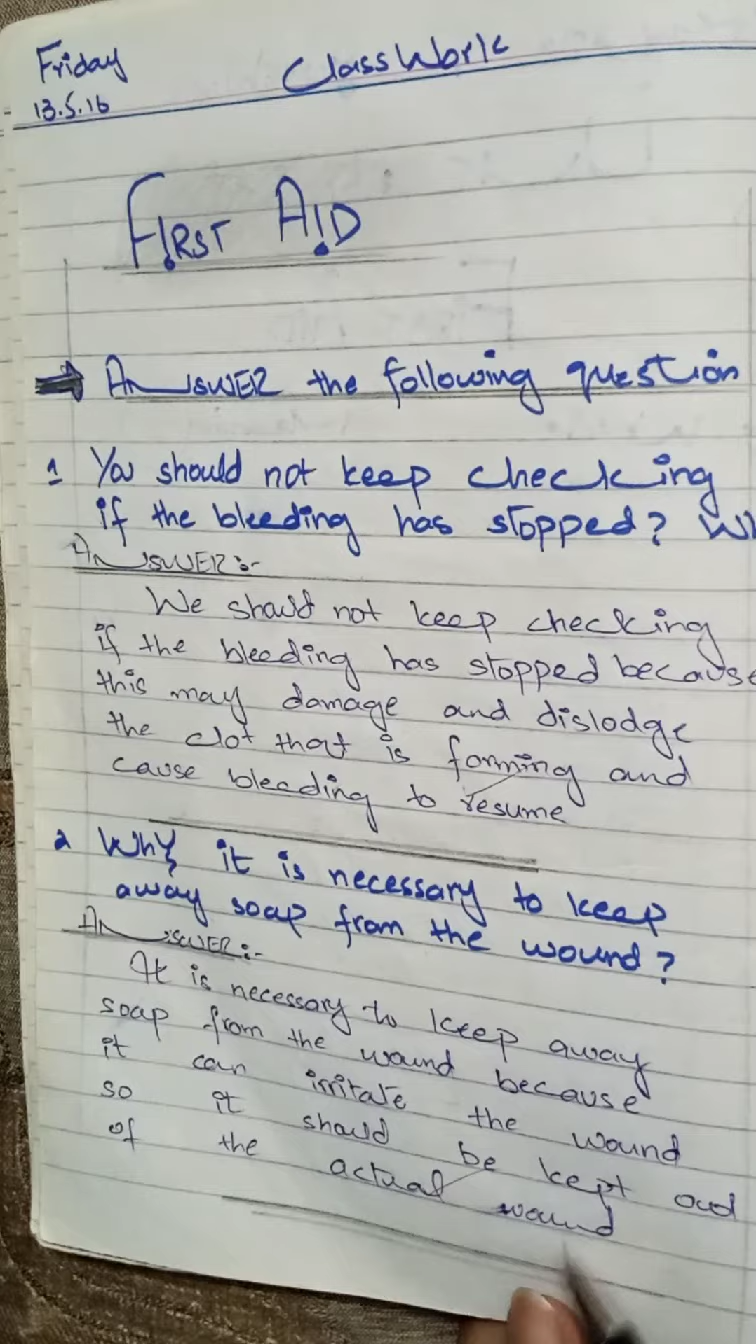 Friday
ClassWork
13.5.16
FIRST AID
ANSWER the following question
1 You should not keep checking
if the bleeding has stopped? Wh
ANSWER:-
We should not keep checking
if the bleeding has stopped because
this may damage and dislodge
the clot that is forming and
cause bleeding to resume
2 Why it is necessary to keep
away soap from the wound?
ANSWER:-
It is necessary to keep away
soap from the wound because
it can irritate the wound
so it should be kept out
of the actual wound